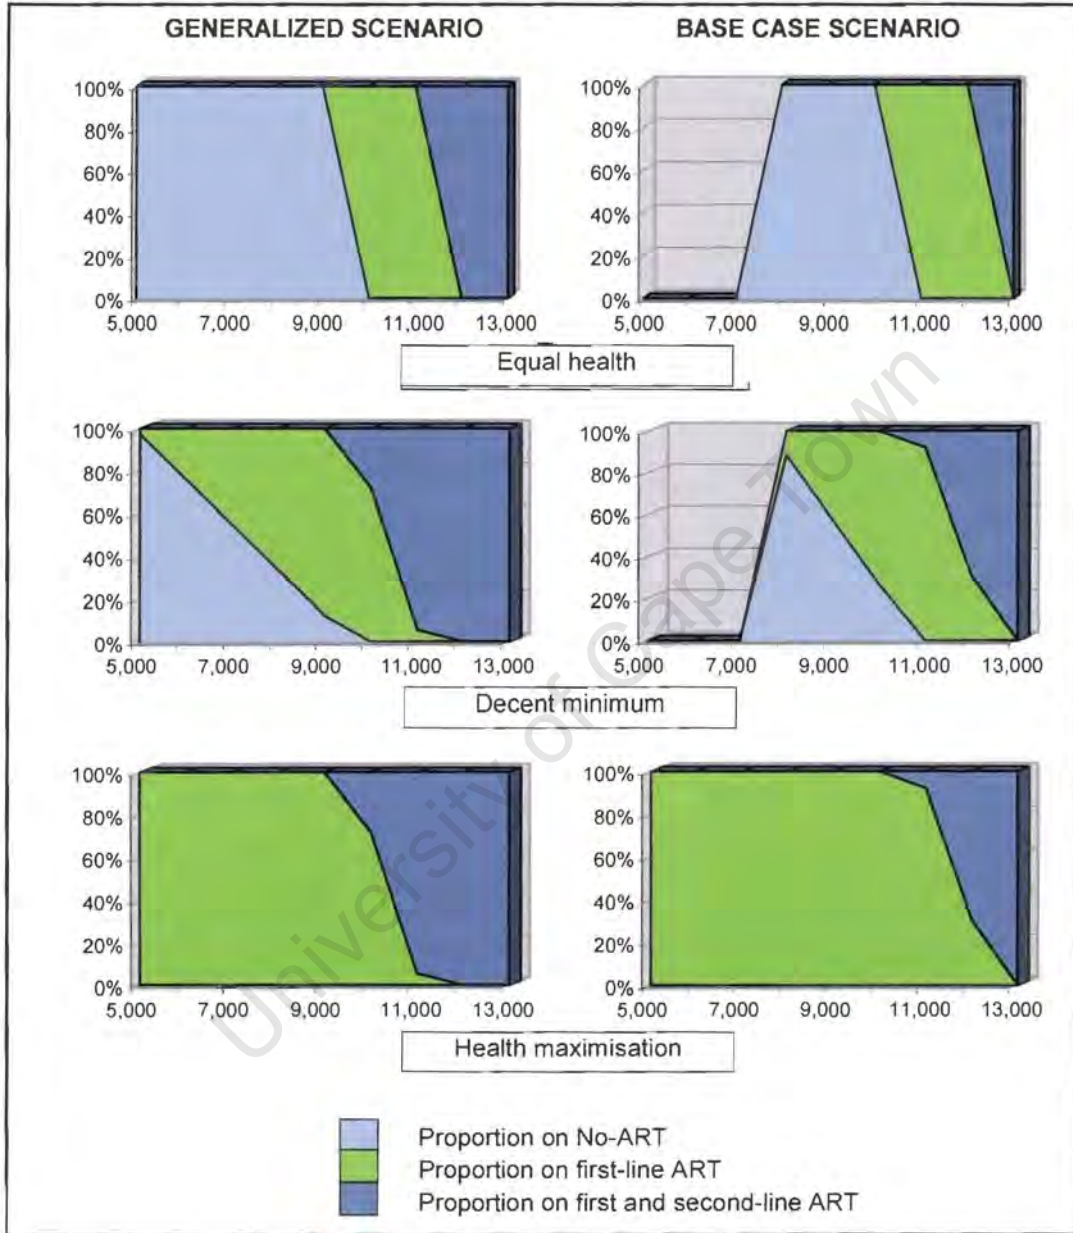 GENERALIZED SCENARIO BASE CASE SCENARIO
100% 100%
80% 80%
60% 60%
40% 40%
20% 20%
0% 0%
5,000 7,000 9,000 11,000 13,000 5,000 7,000 9,000 11,000 13,000
Equal health
100% 100%
80% 80%
60% 60%
40% 40%
20% 20%
0% 0%
5,000 7,000 9,000 11,000 13,000 5,000 7,000 9,000 11,000 13,000
Decent minimum
100% 100%
80% 80%
60% 60%
40% 40%
20% 20%
0% 0%
5,000 7,000 9,000 11,000 13,000 5,000 7,000 9,000 11,000 13,000
Health maximisation
Proportion on No-ART
Proportion on first-line ART
Proportion on first and second-line ART
University of Cape Town